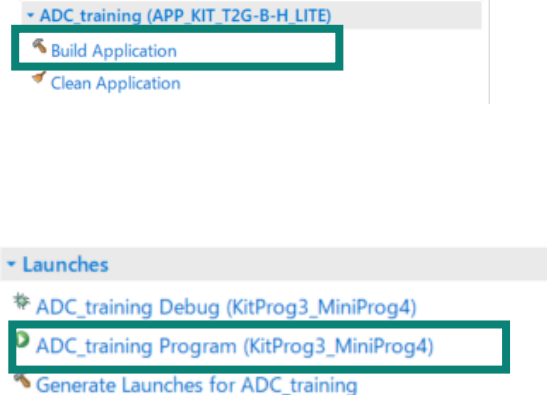 ADC_training (APP_KIT_T2G-B-H_LITE)
Build Application
Clean Application
Launches
ADC_training Debug (KitProg3_MiniProg4)
ADC_training Program (KitProg3_MiniProg4)
Generate Launches for ADC_training